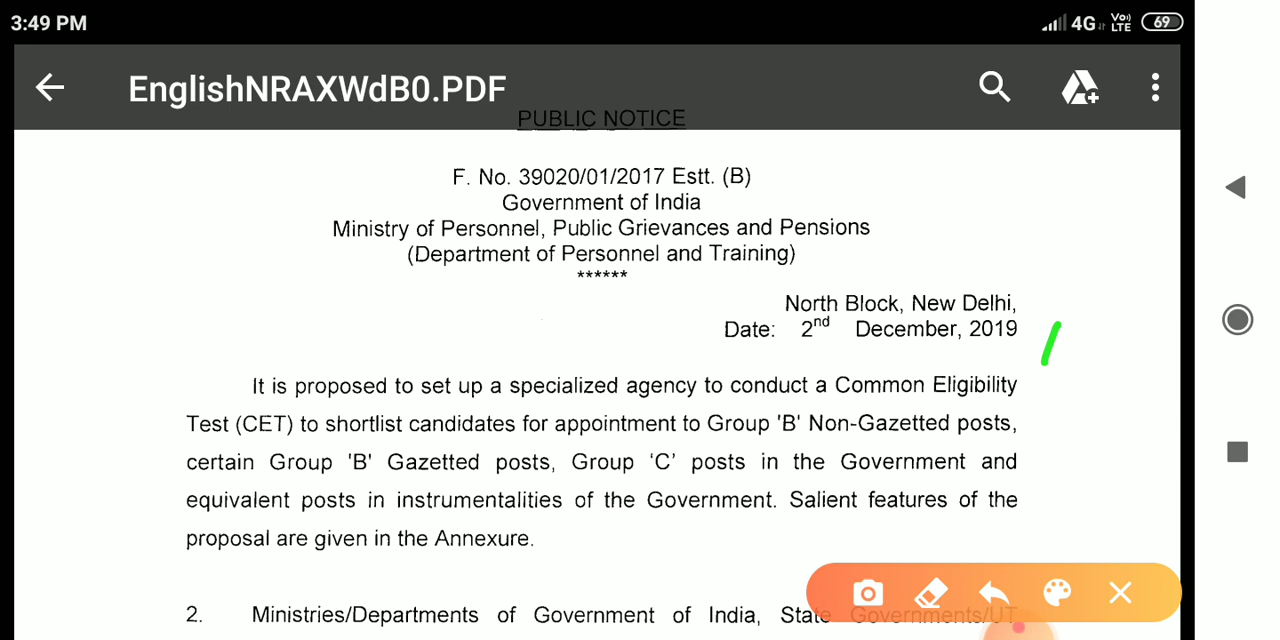 3:49 PM
4G Vo) LTE 69
EnglishNRAXWdB0.PDF
PUBLIC NOTICE
F. No. 39020/01/2017 Estt. (B)
Government of India
Ministry of Personnel, Public Grievances and Pensions
(Department of Personnel and Training)
******
North Block, New Delhi,
Date: 2nd December, 2019
It is proposed to set up a specialized agency to conduct a Common Eligibility
Test (CET) to shortlist candidates for appointment to Group 'B' Non-Gazetted posts,
certain Group 'B' Gazetted posts, Group ‘C’ posts in the Government and
equivalent posts in instrumentalities of the Government. Salient features of the
proposal are given in the Annexure.
2. Ministries/Departments of Government of India, State Governments/UT